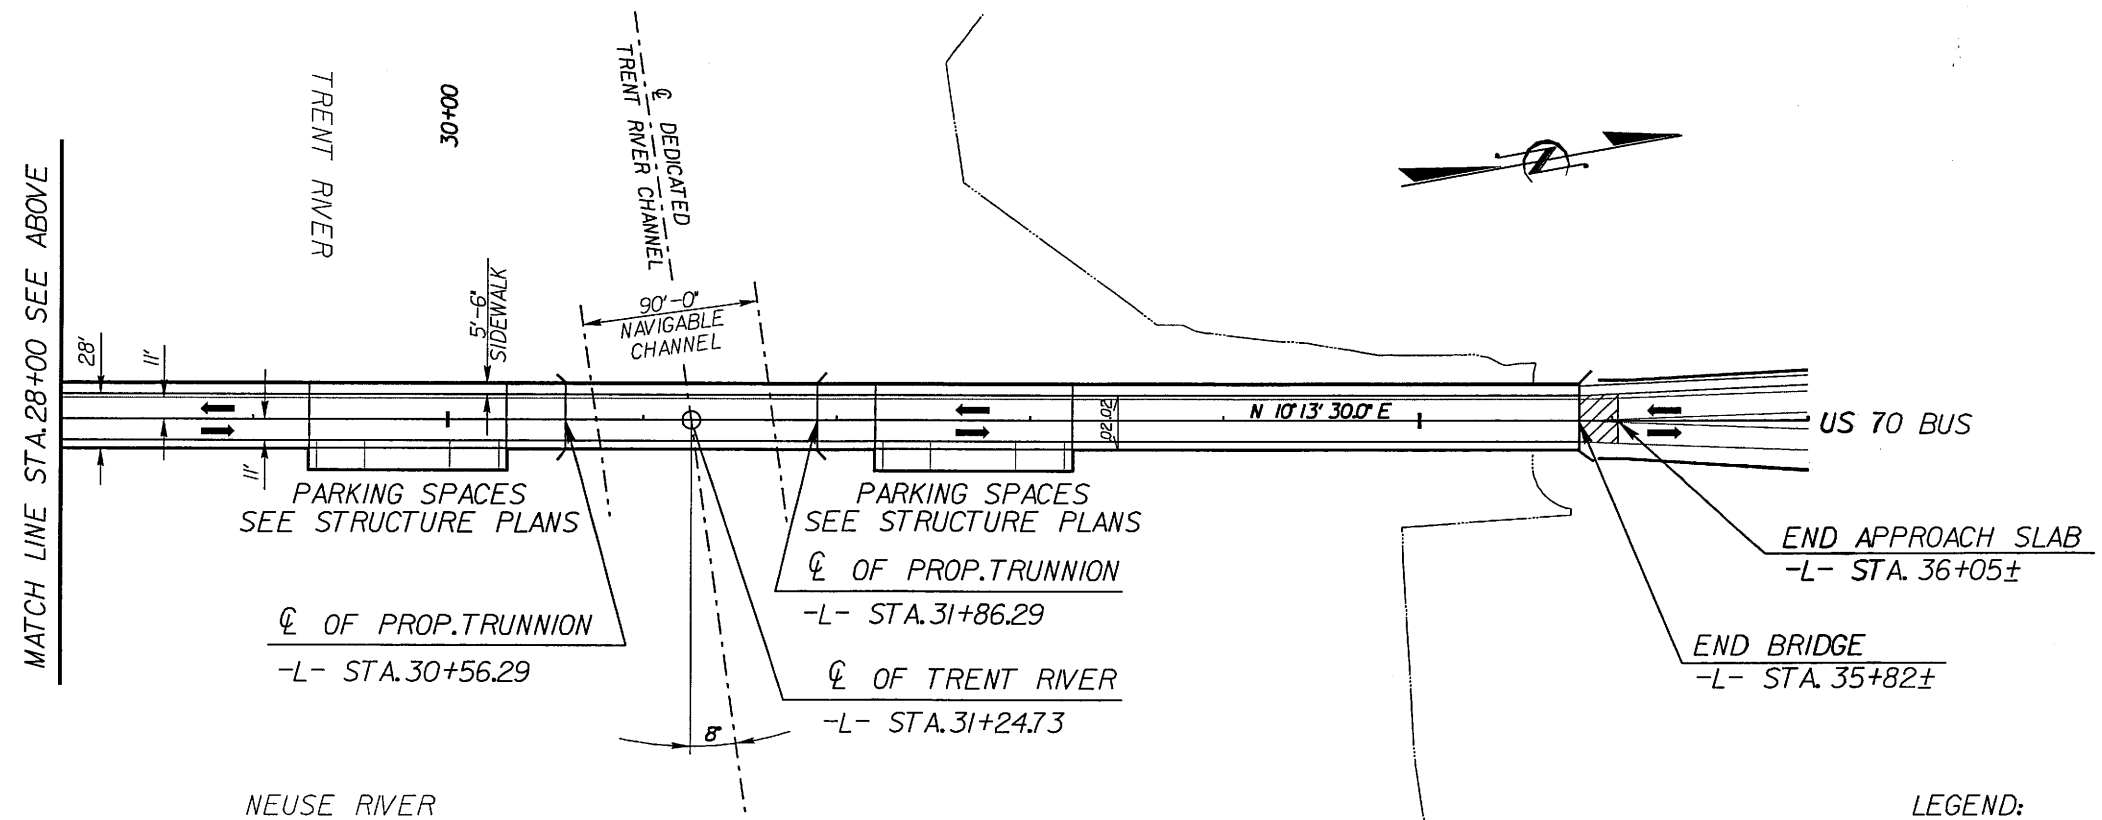 MATCH LINE STA.28+00 SEE ABOVE
TRENT RIVER
30+00
℄ DEDICATED
TRENT RIVER CHANNEL
28'
11'
11'
5'-6"
SIDEWALK
90'-0"
NAVIGABLE
CHANNEL
N 10°13' 30.0" E
US 70 BUS
PARKING SPACES
SEE STRUCTURE PLANS
PARKING SPACES
SEE STRUCTURE PLANS
℄ OF PROP.TRUNNION
-L- STA.30+56.29
℄ OF PROP.TRUNNION
-L- STA.31+86.29
℄ OF TRENT RIVER
-L- STA.31+24.73
8°
END APPROACH SLAB
-L- STA. 36+05±
END BRIDGE
-L- STA. 35+82±
NEUSE RIVER
LEGEND: